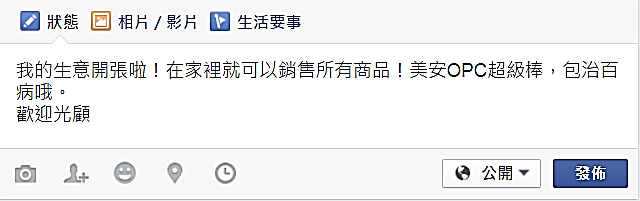 狀態 相片 / 影片 生活要事
我的生意開張啦！在家裡就可以銷售所有商品！美安OPC超級棒，包治百
病哦。
歡迎光顧
公開 發佈